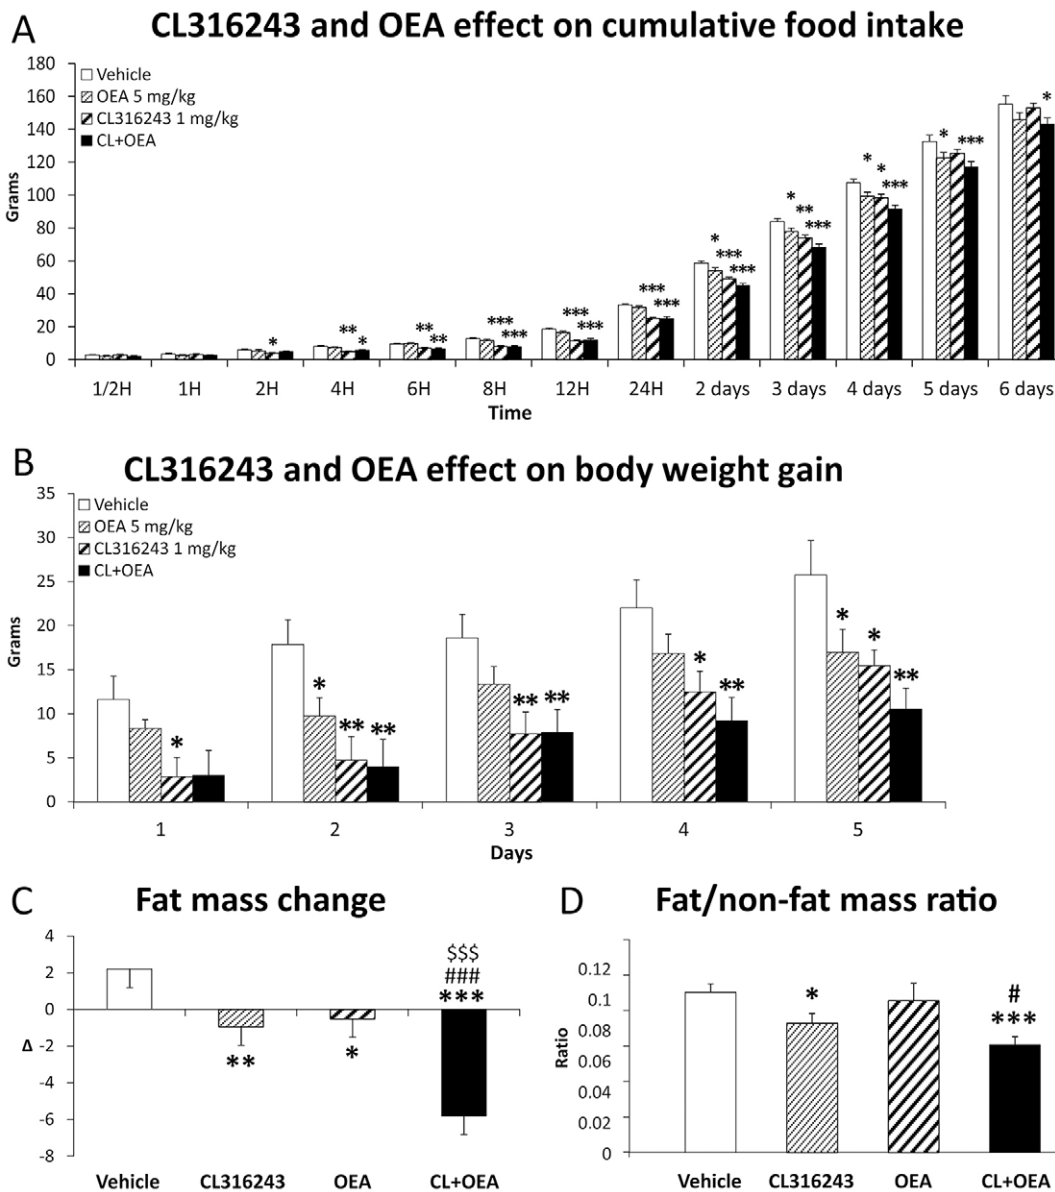 A
CL316243 and OEA effect on cumulative food intake
180
160
140
120
100
80
60
40
20
0
Grams
Vehicle
OEA 5 mg/kg
CL316243 1 mg/kg
CL+OEA
*
**
*
**
**
***
***
***
***
***
***
*
***
***
*
**
***
*
*
***
*
***
*
1/2H 1H 2H 4H 6H 8H 12H 24H 2 days 3 days 4 days 5 days 6 days
Time
B
CL316243 and OEA effect on body weight gain
35
30
25
20
15
10
5
0
Grams
Vehicle
OEA 5 mg/kg
CL316243 1 mg/kg
CL+OEA
*
*
**
**
**
**
*
**
*
*
**
1 2 3 4 5
Days
C
Fat mass change
4
2
0
-2
-4
-6
-8
Δ
**
*
$$$
###
***
Vehicle CL316243 OEA CL+OEA
D
Fat/non-fat mass ratio
0.12
0.1
0.08
0.06
0.04
0.02
0
Ratio
*
#
***
Vehicle CL316243 OEA CL+OEA